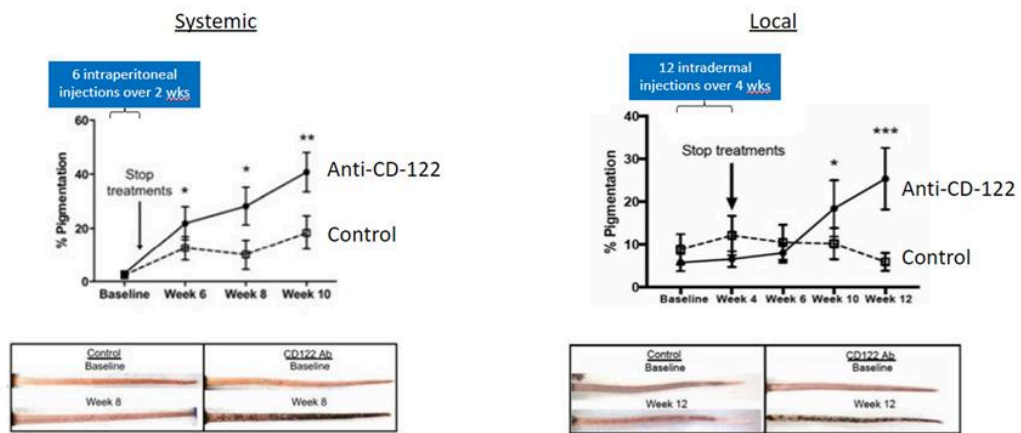 Systemic
6 intraperitoneal
injections over 2 wks
60
40
20
0
% Pigmentation
Stop
treatments
*
*
**
Anti-CD-122
Control
Baseline
Week 6
Week 8
Week 10
Control
Baseline
CD122 Ab
Baseline
Week 8
Week 8
Local
12 intradermal
injections over 4 wks
40
30
20
10
0
% Pigmentation
Stop treatments
*
***
Anti-CD-122
Control
Baseline
Week 4
Week 6
Week 10
Week 12
Control
Baseline
CD122 Ab
Baseline
Week 12
Week 12